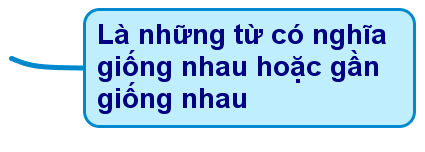 Là những từ có nghĩa
giống nhau hoặc gần
giống nhau